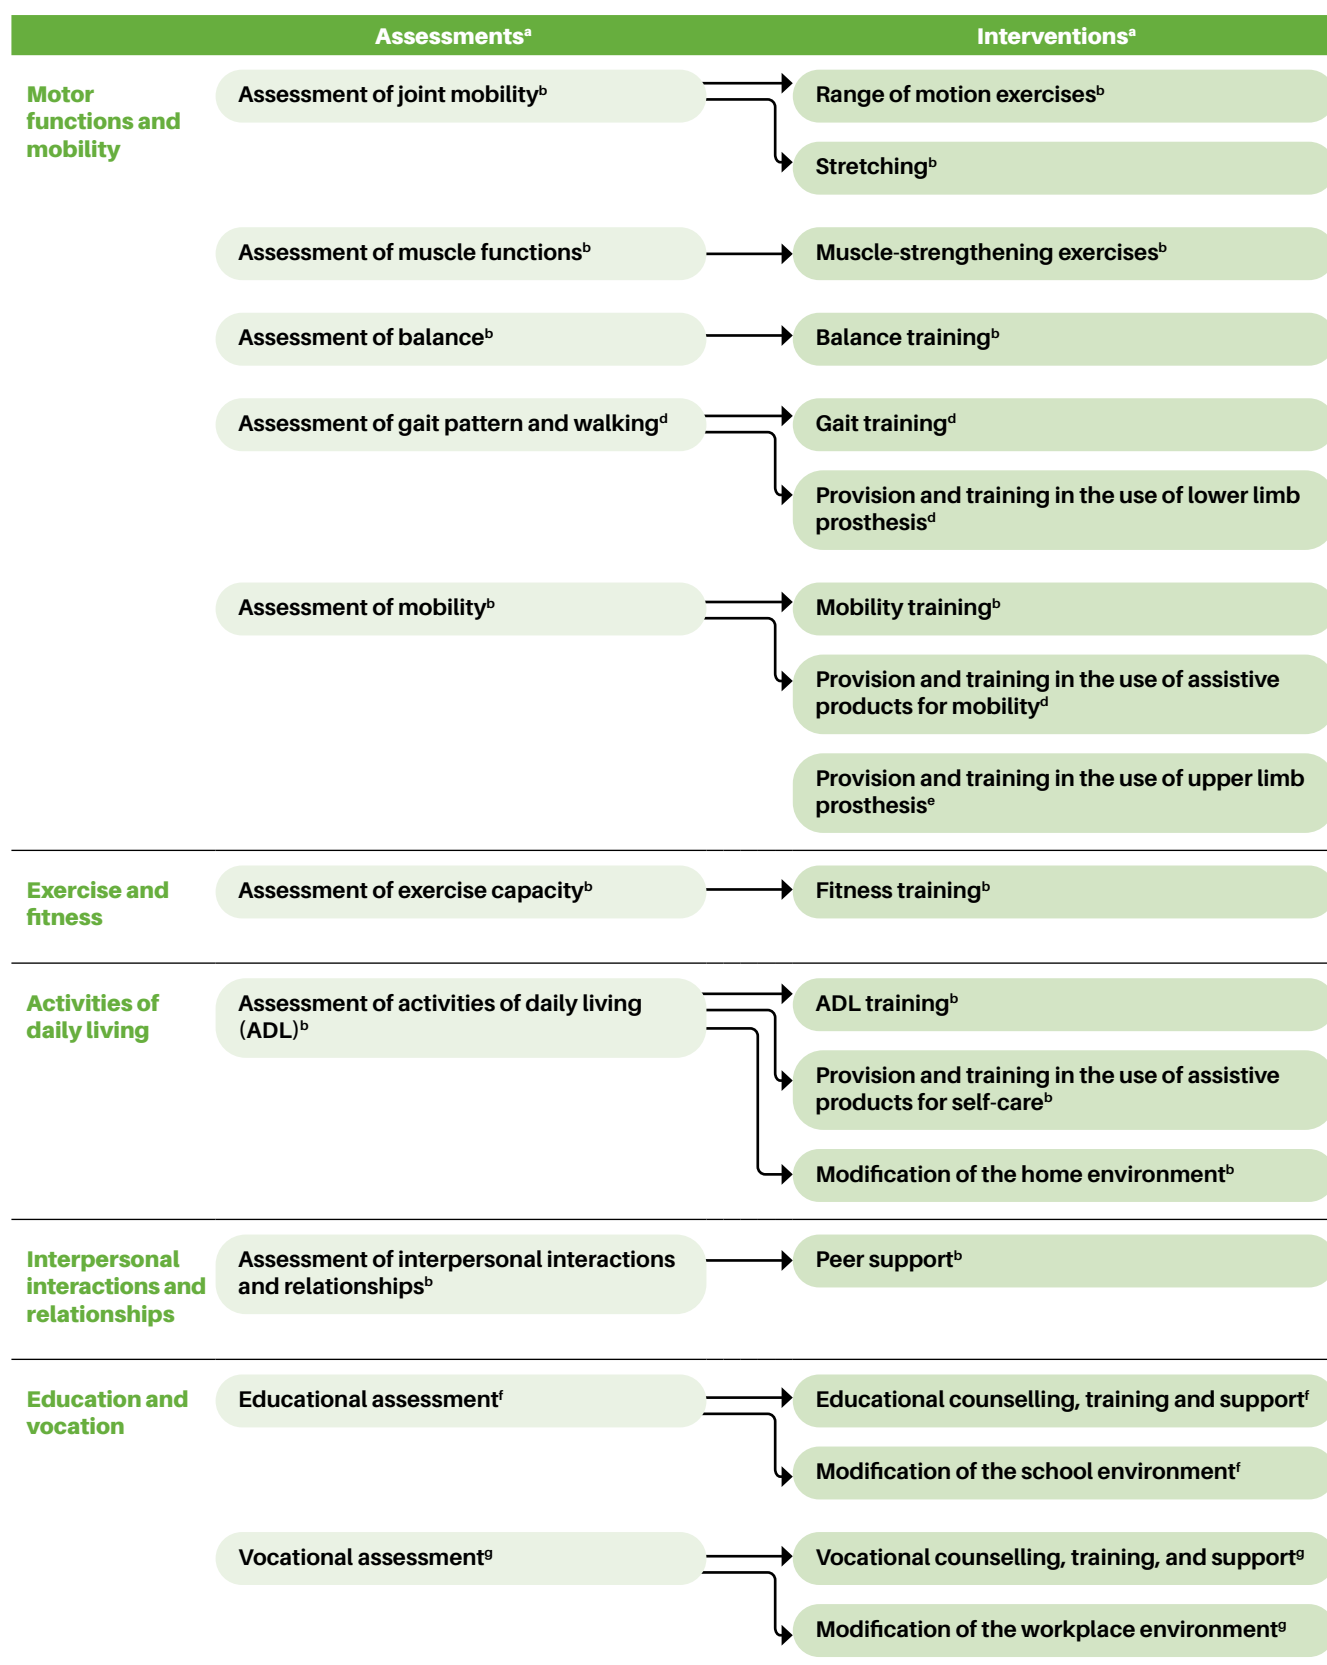 Assessmentsᵃ
Interventionsᵃ
Motor
functions and
mobility
Assessment of joint mobilityᵇ
Range of motion exercisesᵇ
Stretchingᵇ
Assessment of muscle functionsᵇ
Muscle-strengthening exercisesᵇ
Assessment of balanceᵇ
Balance trainingᵇ
Assessment of gait pattern and walkingᵈ
Gait trainingᵈ
Provision and training in the use of lower limb
prosthesisᵈ
Assessment of mobilityᵇ
Mobility trainingᵇ
Provision and training in the use of assistive
products for mobilityᵈ
Provision and training in the use of upper limb
prosthesisᵉ
Exercise and
fitness
Assessment of exercise capacityᵇ
Fitness trainingᵇ
Activities of
daily living
Assessment of activities of daily living
(ADL)ᵇ
ADL trainingᵇ
Provision and training in the use of assistive
products for self-careᵇ
Modification of the home environmentᵇ
Interpersonal
interactions and
relationships
Assessment of interpersonal interactions
and relationshipsᵇ
Peer supportᵇ
Education and
vocation
Educational assessmentᶠ
Educational counselling, training and supportᶠ
Modification of the school environmentᶠ
Vocational assessmentᵍ
Vocational counselling, training, and supportᵍ
Modification of the workplace environmentᵍ